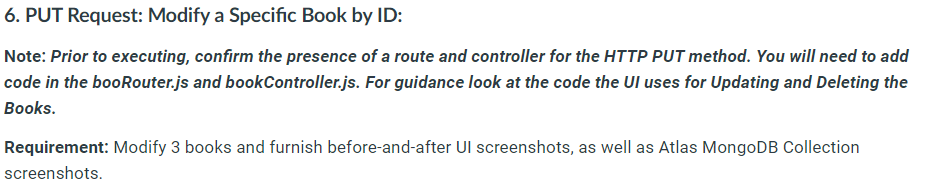 6. PUT Request: Modify a Specific Book by ID:
Note: Prior to executing, confirm the presence of a route and controller for the HTTP PUT method. You will need to add
code in the booRouter.js and bookController.js. For guidance look at the code the UI uses for Updating and Deleting the
Books.
Requirement: Modify 3 books and furnish before-and-after UI screenshots, as well as Atlas MongoDB Collection
screenshots.